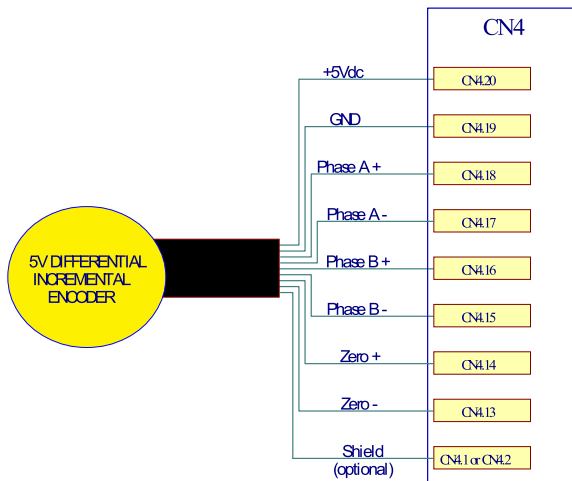 CN4
+5Vdc CN4.20
GND CN4.19
Phase A + CN4.18
Phase A - CN4.17
5V DIFFERENTIAL
INCREMENTAL
ENCODER
Phase B + CN4.16
Phase B - CN4.15
Zero + CN4.14
Zero - CN4.13
Shield
(optional)
CN4.1 or CN4.2